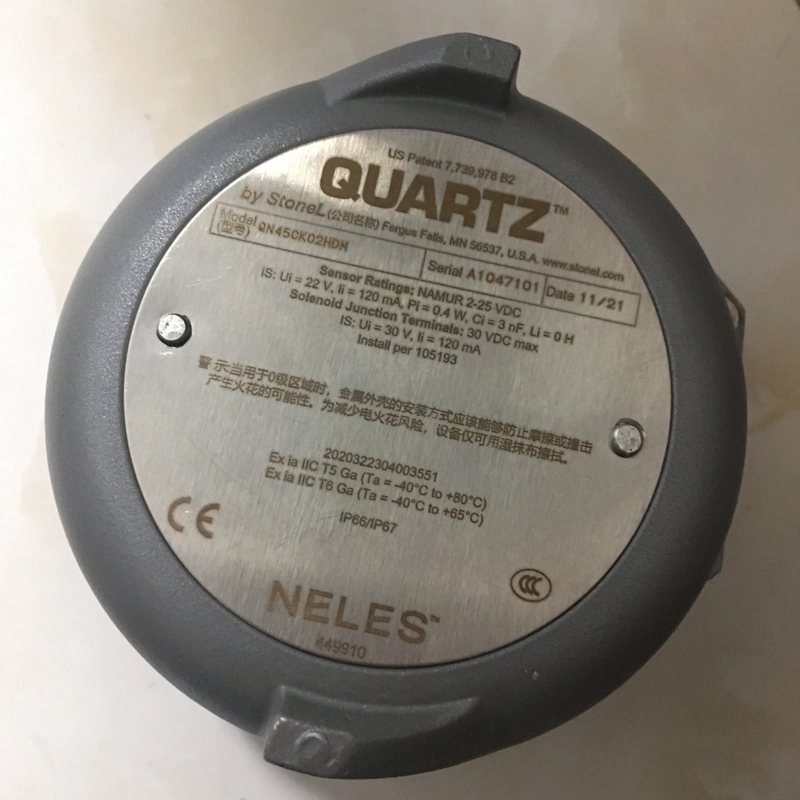 US Patent 7,739,978 B2
QUARTZ™
by StoneL (公司名称) Fergus Falls, MN 56537, U.S.A. www.stonel.com
Model (型号) QN45CK02HDM Serial A1047101 Date 11/21
Sensor Ratings: NAMUR 2-25 VDC
IS: Ui = 22 V, Ii = 120 mA, Pi = 0.4 W, Ci = 3 nF, Li = 0 H
Solenoid Junction Terminals: 30 VDC max
IS: Ui = 30 V, Ii = 120 mA
Install per 105193
警示:当用于0级区域时，金属外壳的安装方式应该能够防止摩擦或撞击
产生火花的可能性。为减少电火花风险，设备仅可用湿抹布擦拭。
2020322304003551
Ex ia IIC T5 Ga (Ta = -40°C to +80°C)
Ex ia IIC T6 Ga (Ta = -40°C to +65°C)
IP66/IP67
CE
CCC
NELES™
449910